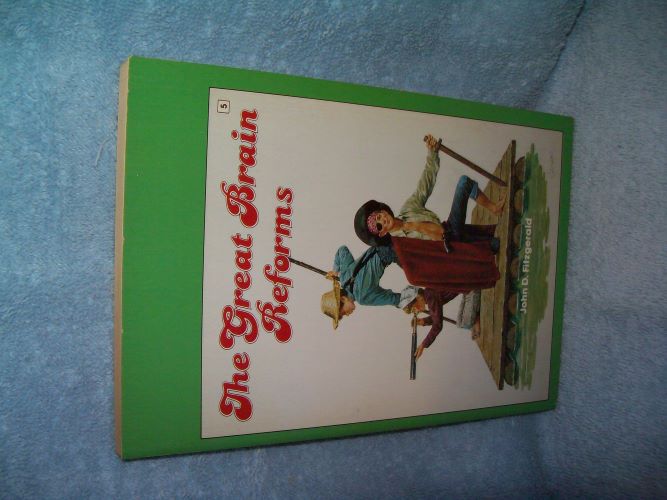 5
The Great Brain
Reforms
John D. Fitzgerald